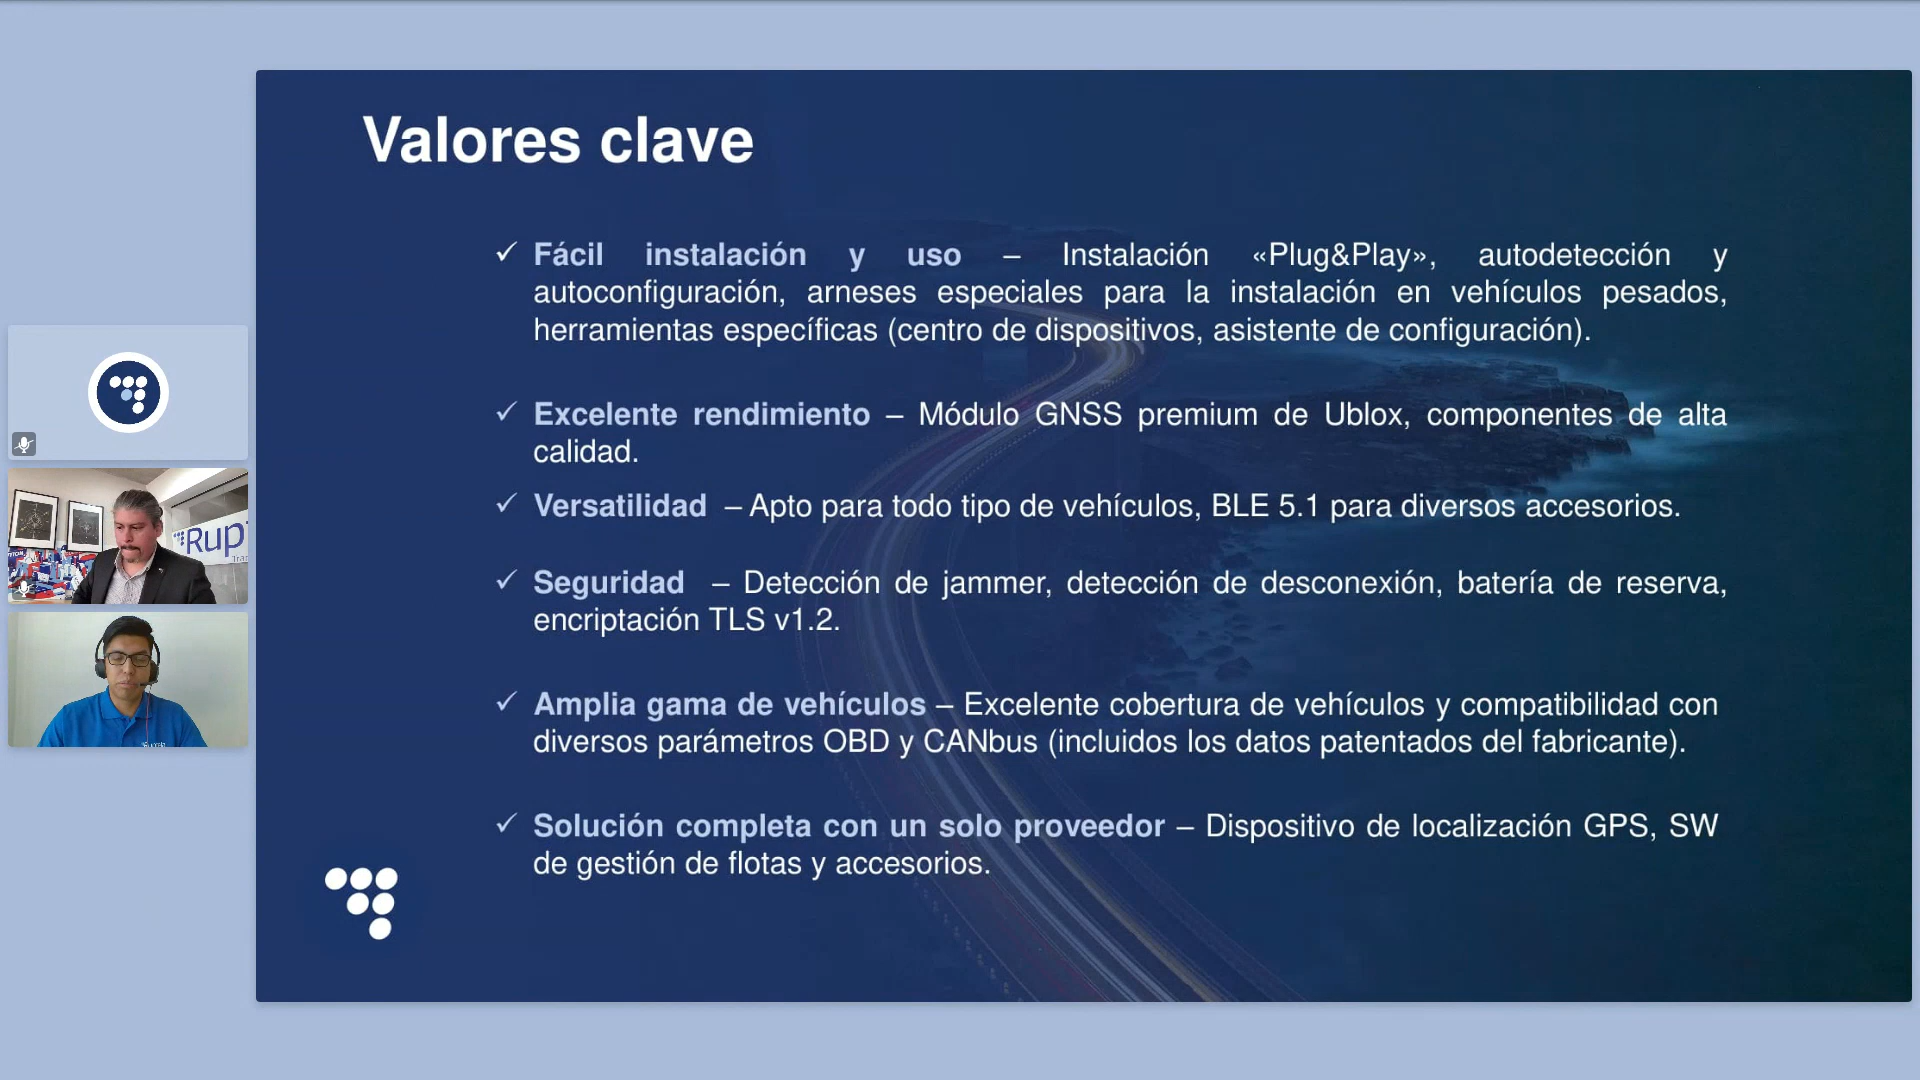 Valores clave
Fácil instalación y uso – Instalación «Plug&Play», autodetección y
autoconfiguración, arneses especiales para la instalación en vehículos pesados,
herramientas específicas (centro de dispositivos, asistente de configuración).
Excelente rendimiento – Módulo GNSS premium de Ublox, componentes de alta
calidad.
Versatilidad – Apto para todo tipo de vehículos, BLE 5.1 para diversos accesorios.
Seguridad – Detección de jammer, detección de desconexión, batería de reserva,
encriptación TLS v1.2.
Amplia gama de vehículos – Excelente cobertura de vehículos y compatibilidad con
diversos parámetros OBD y CANbus (incluidos los datos patentados del fabricante).
Solución completa con un solo proveedor – Dispositivo de localización GPS, SW
de gestión de flotas y accesorios.
Rup